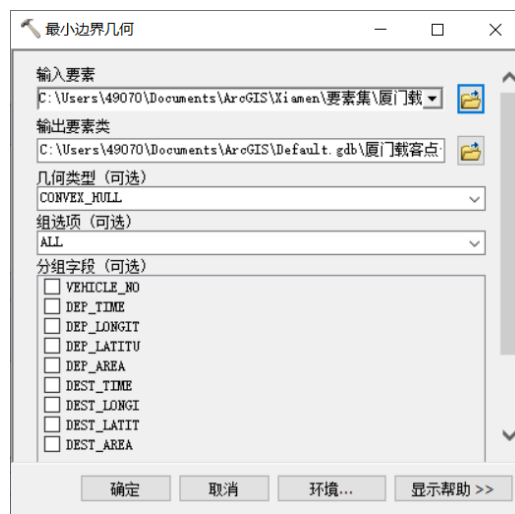 最小边界几何
输入要素
C:\Users\49070\Documents\ArcGIS\Xiamen\要素集\厦门载
输出要素类
C:\Users\49070\Documents\ArcGIS\Default.gdb\厦门载客点
几何类型（可选）
CONVEX_HULL
组选项（可选）
ALL
分组字段（可选）
VEHICLE_NO
DEP_TIME
DEP_LONGIT
DEP_LATITU
DEP_AREA
DEST_TIME
DEST_LONGI
DEST_LATIT
DEST_AREA
确定 取消 环境... 显示帮助 >>